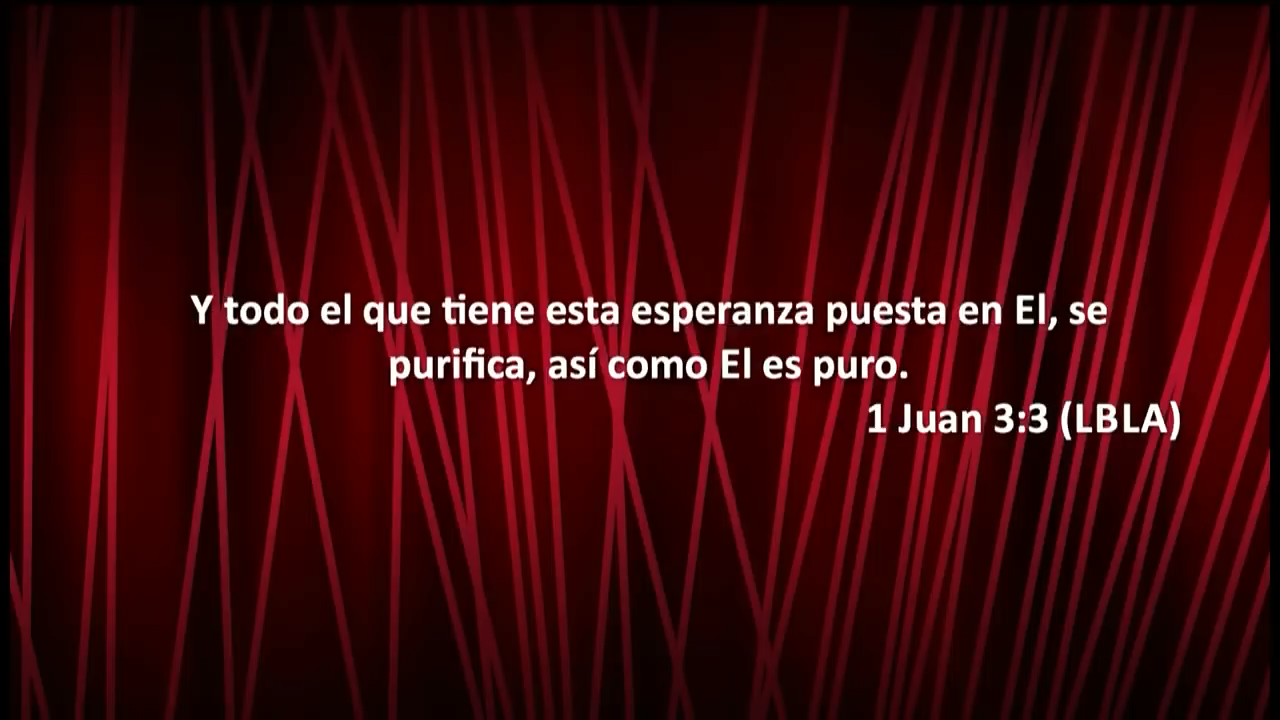 Y todo el que tiene esta esperanza puesta en El, se
purifica, así como El es puro.
1 Juan 3:3 (LBLA)